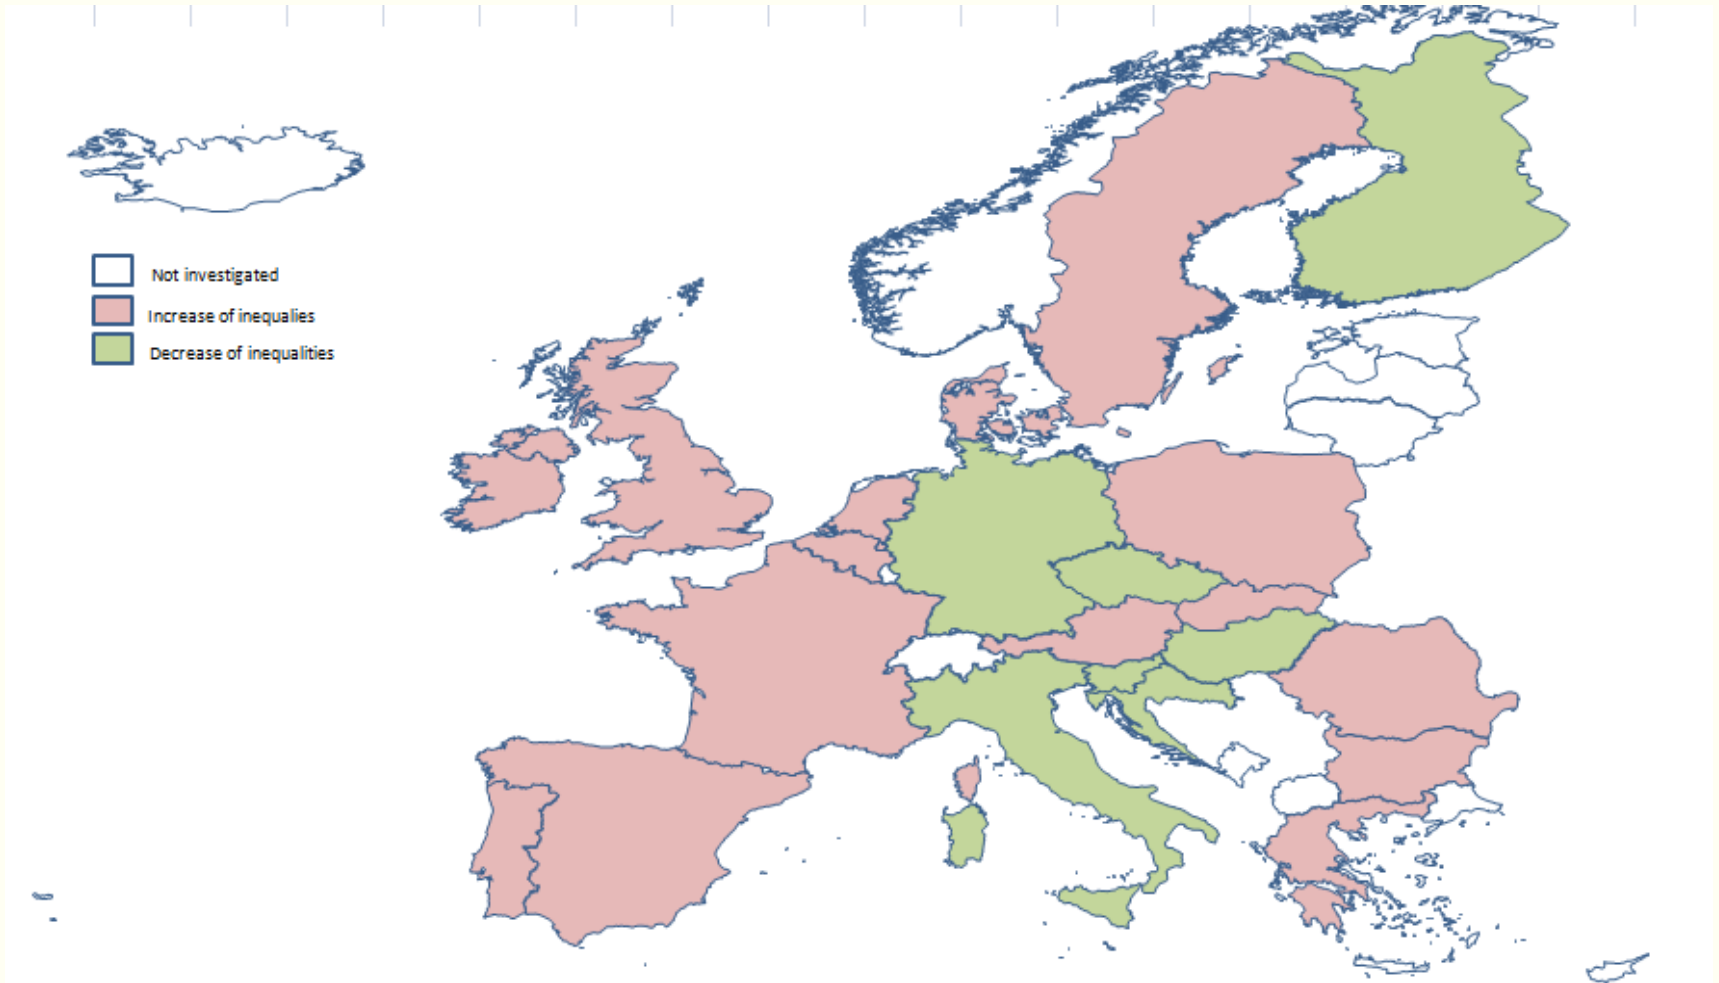 Not investigated
Increase of inequalies
Decrease of inequalities